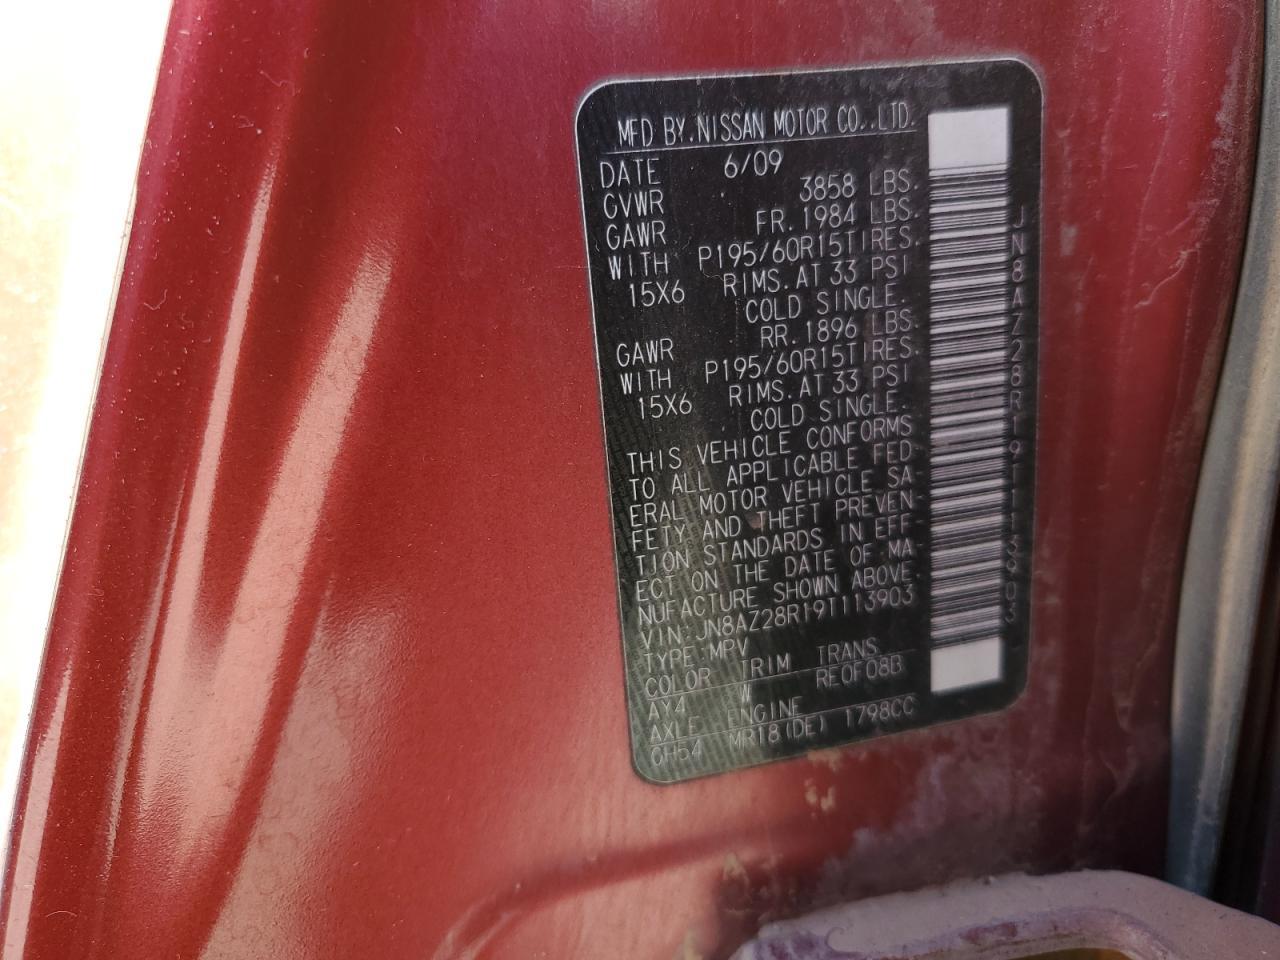 MFD BY.NISSAN MOTOR CO.,LTD.
DATE 6/09
GVWR 3858 LBS.
GAWR FR. 1984 LBS.
WITH P195/60R15TIRES.
15X6 RIMS.AT 33 PSI
COLD SINGLE.
GAWR RR. 1896 LBS.
WITH P195/60R15TIRES.
15X6 RIMS.AT 33 PSI
COLD SINGLE.
THIS VEHICLE CONFORMS
TO ALL APPLICABLE FED
ERAL MOTOR VEHICLE SA
FETY AND THEFT PREVEN
TION STANDARDS IN EFF
ECT ON THE DATE OF MA
NUFACTURE SHOWN ABOVE.
VIN:JN8AZ28R19T113903
TYPE:MPV
COLOR TRIM TRANS
AY4 W RE0F08B
AXLE ENGINE
GH54 MR18(DE) 1798CC
JN8AZ28R19T113903